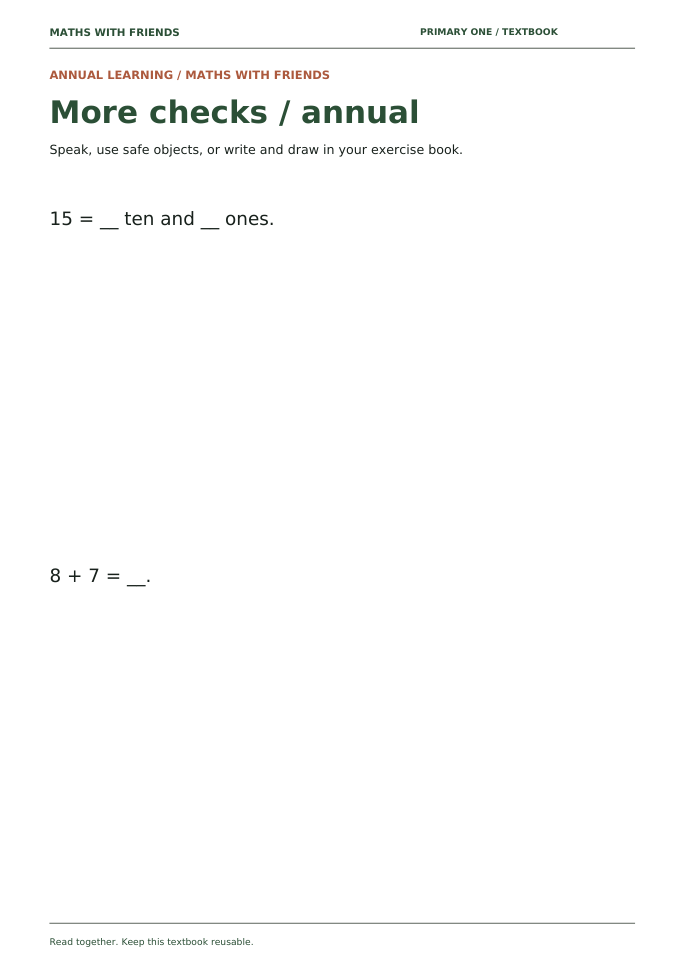 MATHS WITH FRIENDS
PRIMARY ONE / TEXTBOOK
ANNUAL LEARNING / MATHS WITH FRIENDS
More checks / annual
Speak, use safe objects, or write and draw in your exercise book.
15 = __ ten and __ ones.
8 + 7 = __.
Read together. Keep this textbook reusable.